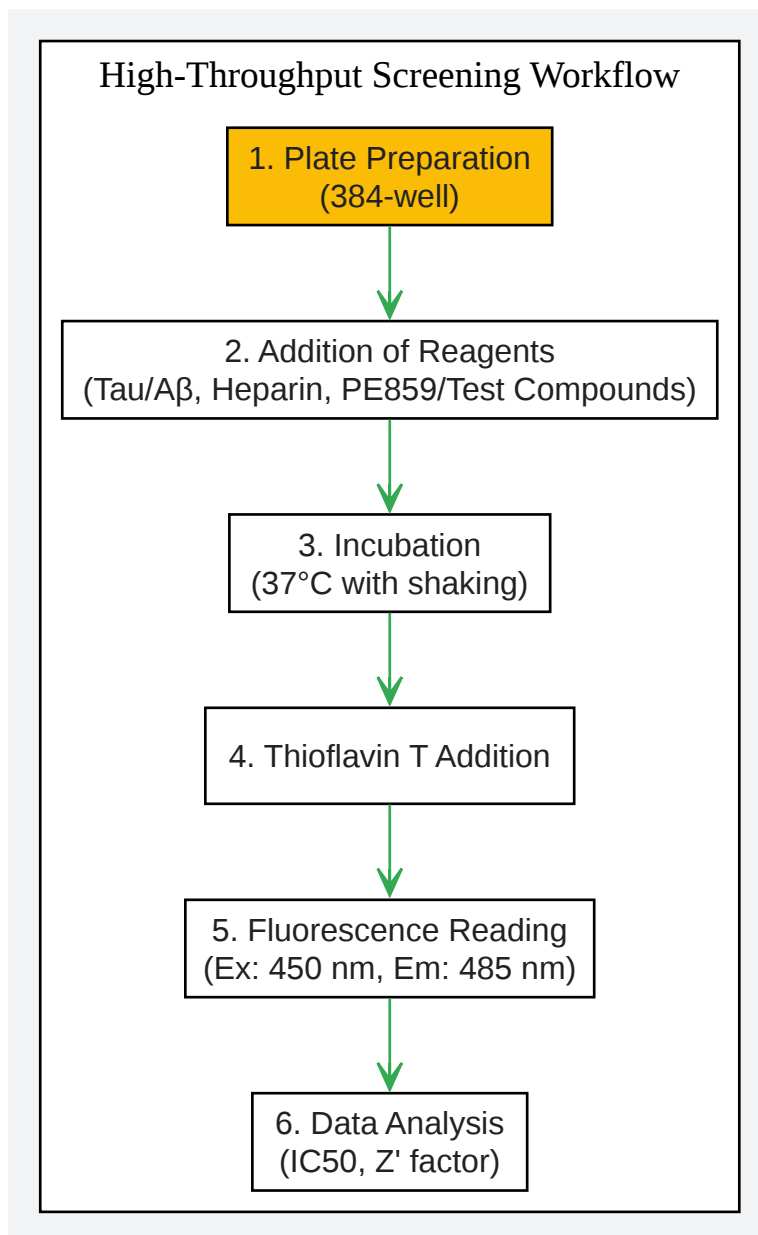 High-Throughput Screening Workflow
1. Plate Preparation
(384-well)
2. Addition of Reagents
(Tau/Aβ, Heparin, PE859/Test Compounds)
3. Incubation
(37°C with shaking)
4. Thioflavin T Addition
5. Fluorescence Reading
(Ex: 450 nm, Em: 485 nm)
6. Data Analysis
(IC50, Z' factor)